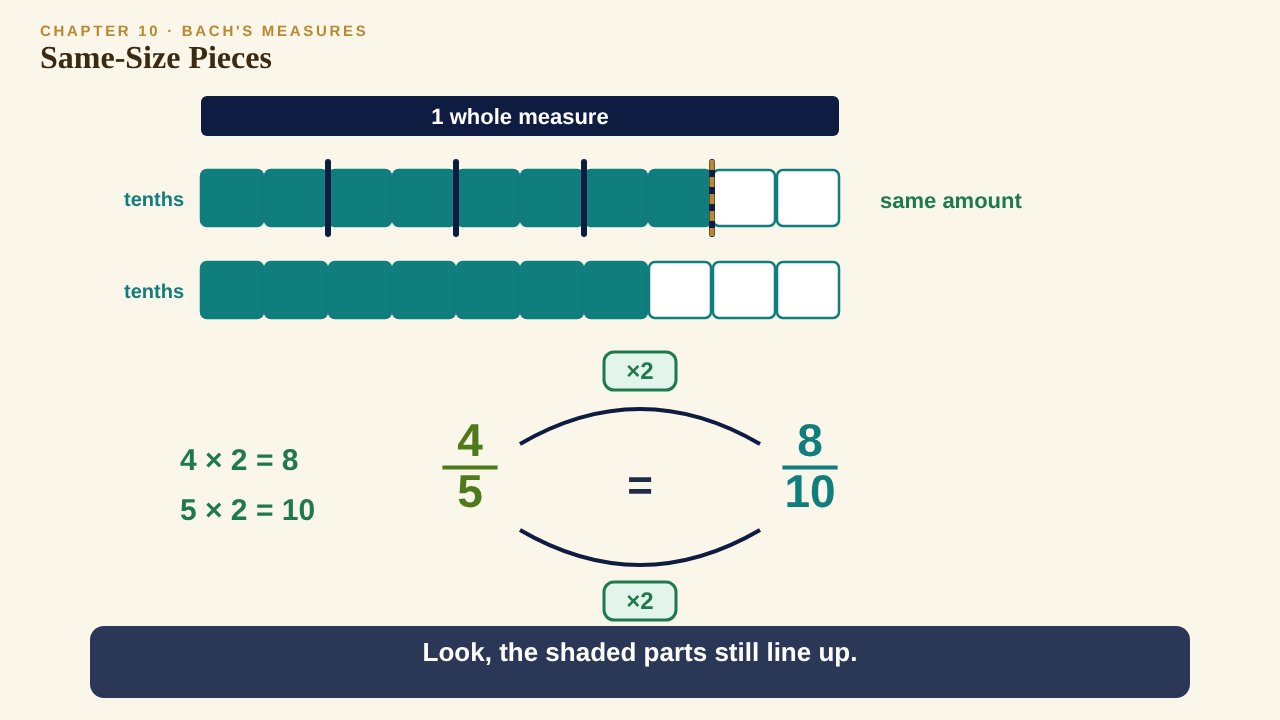 CHAPTER 10 · BACH'S MEASURES
Same-Size Pieces
1 whole measure
tenths
same amount
tenths
×2
4 × 2 = 8
5 × 2 = 10
4
5
=
8
10
×2
Look, the shaded parts still line up.